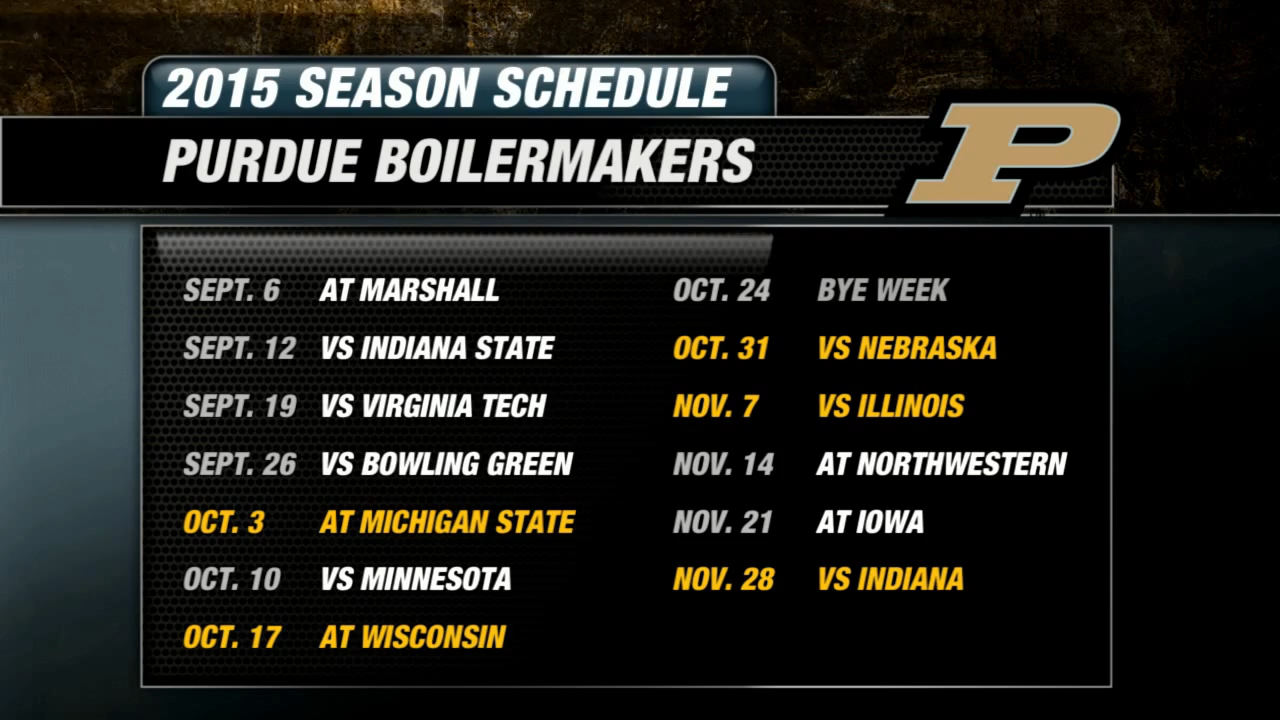 2015 SEASON SCHEDULE
PURDUE BOILERMAKERS
P
SEPT. 6 AT MARSHALL
SEPT. 12 VS INDIANA STATE
SEPT. 19 VS VIRGINIA TECH
SEPT. 26 VS BOWLING GREEN
OCT. 3 AT MICHIGAN STATE
OCT. 10 VS MINNESOTA
OCT. 17 AT WISCONSIN
OCT. 24 BYE WEEK
OCT. 31 VS NEBRASKA
NOV. 7 VS ILLINOIS
NOV. 14 AT NORTHWESTERN
NOV. 21 AT IOWA
NOV. 28 VS INDIANA